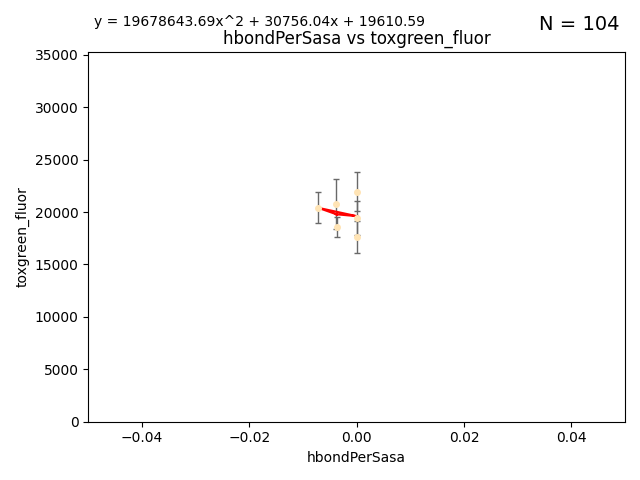 y = 19678643.69x^2 + 30756.04x + 19610.59
N = 104
hbondPerSasa vs toxgreen_fluor
35000
30000
25000
20000
15000
10000
5000
0
toxgreen_fluor
−0.04
−0.02
0.00
0.02
0.04
hbondPerSasa